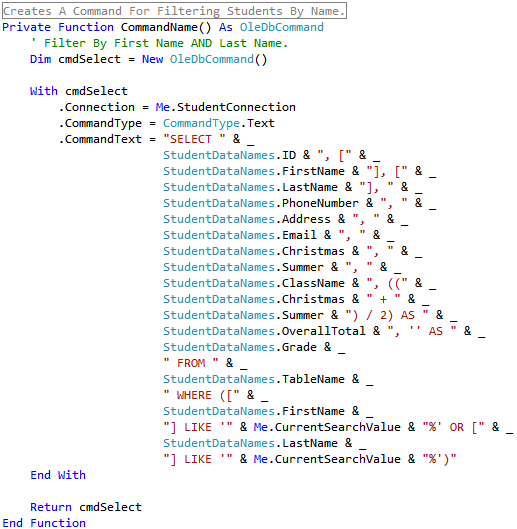 Creates A Command For Filtering Students By Name.
Private Function CommandName() As OleDbCommand
    ' Filter By First Name AND Last Name.
    Dim cmdSelect = New OleDbCommand()

    With cmdSelect
        .Connection = Me.StudentConnection
        .CommandType = CommandType.Text
        .CommandText = "SELECT " & _
                       StudentDataNames.ID & ", [" & _
                       StudentDataNames.FirstName & "], [" & _
                       StudentDataNames.LastName & "], " & _
                       StudentDataNames.PhoneNumber & ", " & _
                       StudentDataNames.Address & ", " & _
                       StudentDataNames.Email & ", " & _
                       StudentDataNames.Christmas & ", " & _
                       StudentDataNames.Summer & ", " & _
                       StudentDataNames.ClassName & ", ((" & _
                       StudentDataNames.Christmas & " + " & _
                       StudentDataNames.Summer & ") / 2) AS " & _
                       StudentDataNames.OverallTotal & ", '' AS " & _
                       StudentDataNames.Grade & _
                       " FROM " & _
                       StudentDataNames.TableName & _
                       " WHERE ([" & _
                       StudentDataNames.FirstName & _
                       "] LIKE '" & Me.CurrentSearchValue & "%' OR [" & _
                       StudentDataNames.LastName & _
                       "] LIKE '" & Me.CurrentSearchValue & "%')"
    End With

    Return cmdSelect
End Function